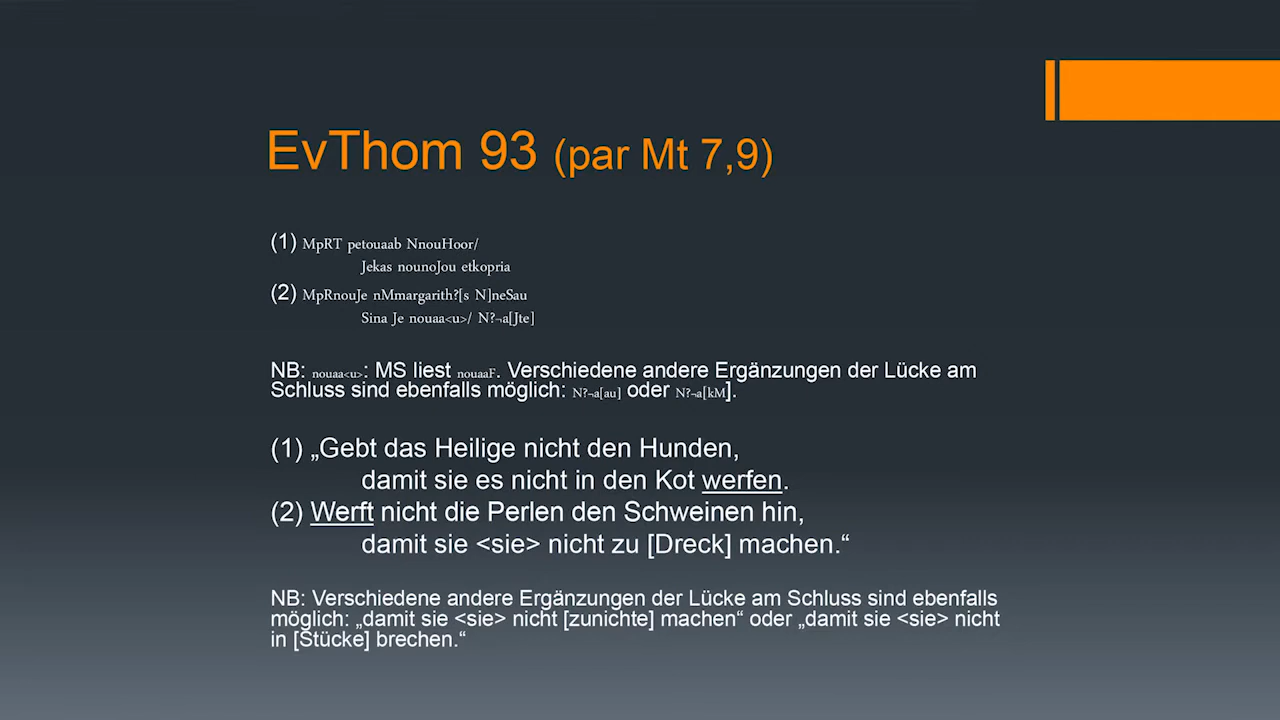 EvThom 93 (par Mt 7,9)
(1) MpRT petouaab NnouHoor/
Jekas nounoJou etkopria
(2) MpRnouJe nMmargarith?[s N]neSau
Sina Je nouaa<u>/ N?¬a[Jte]
NB: nouaa<u>: MS liest nouaaF. Verschiedene andere Ergänzungen der Lücke am
Schluss sind ebenfalls möglich: N?¬a[au] oder N?¬a[kM].
(1) „Gebt das Heilige nicht den Hunden,
damit sie es nicht in den Kot werfen.
(2) Werft nicht die Perlen den Schweinen hin,
damit sie <sie> nicht zu [Dreck] machen.“
NB: Verschiedene andere Ergänzungen der Lücke am Schluss sind ebenfalls
möglich: „damit sie <sie> nicht [zunichte] machen“ oder „damit sie <sie> nicht
in [Stücke] brechen.“